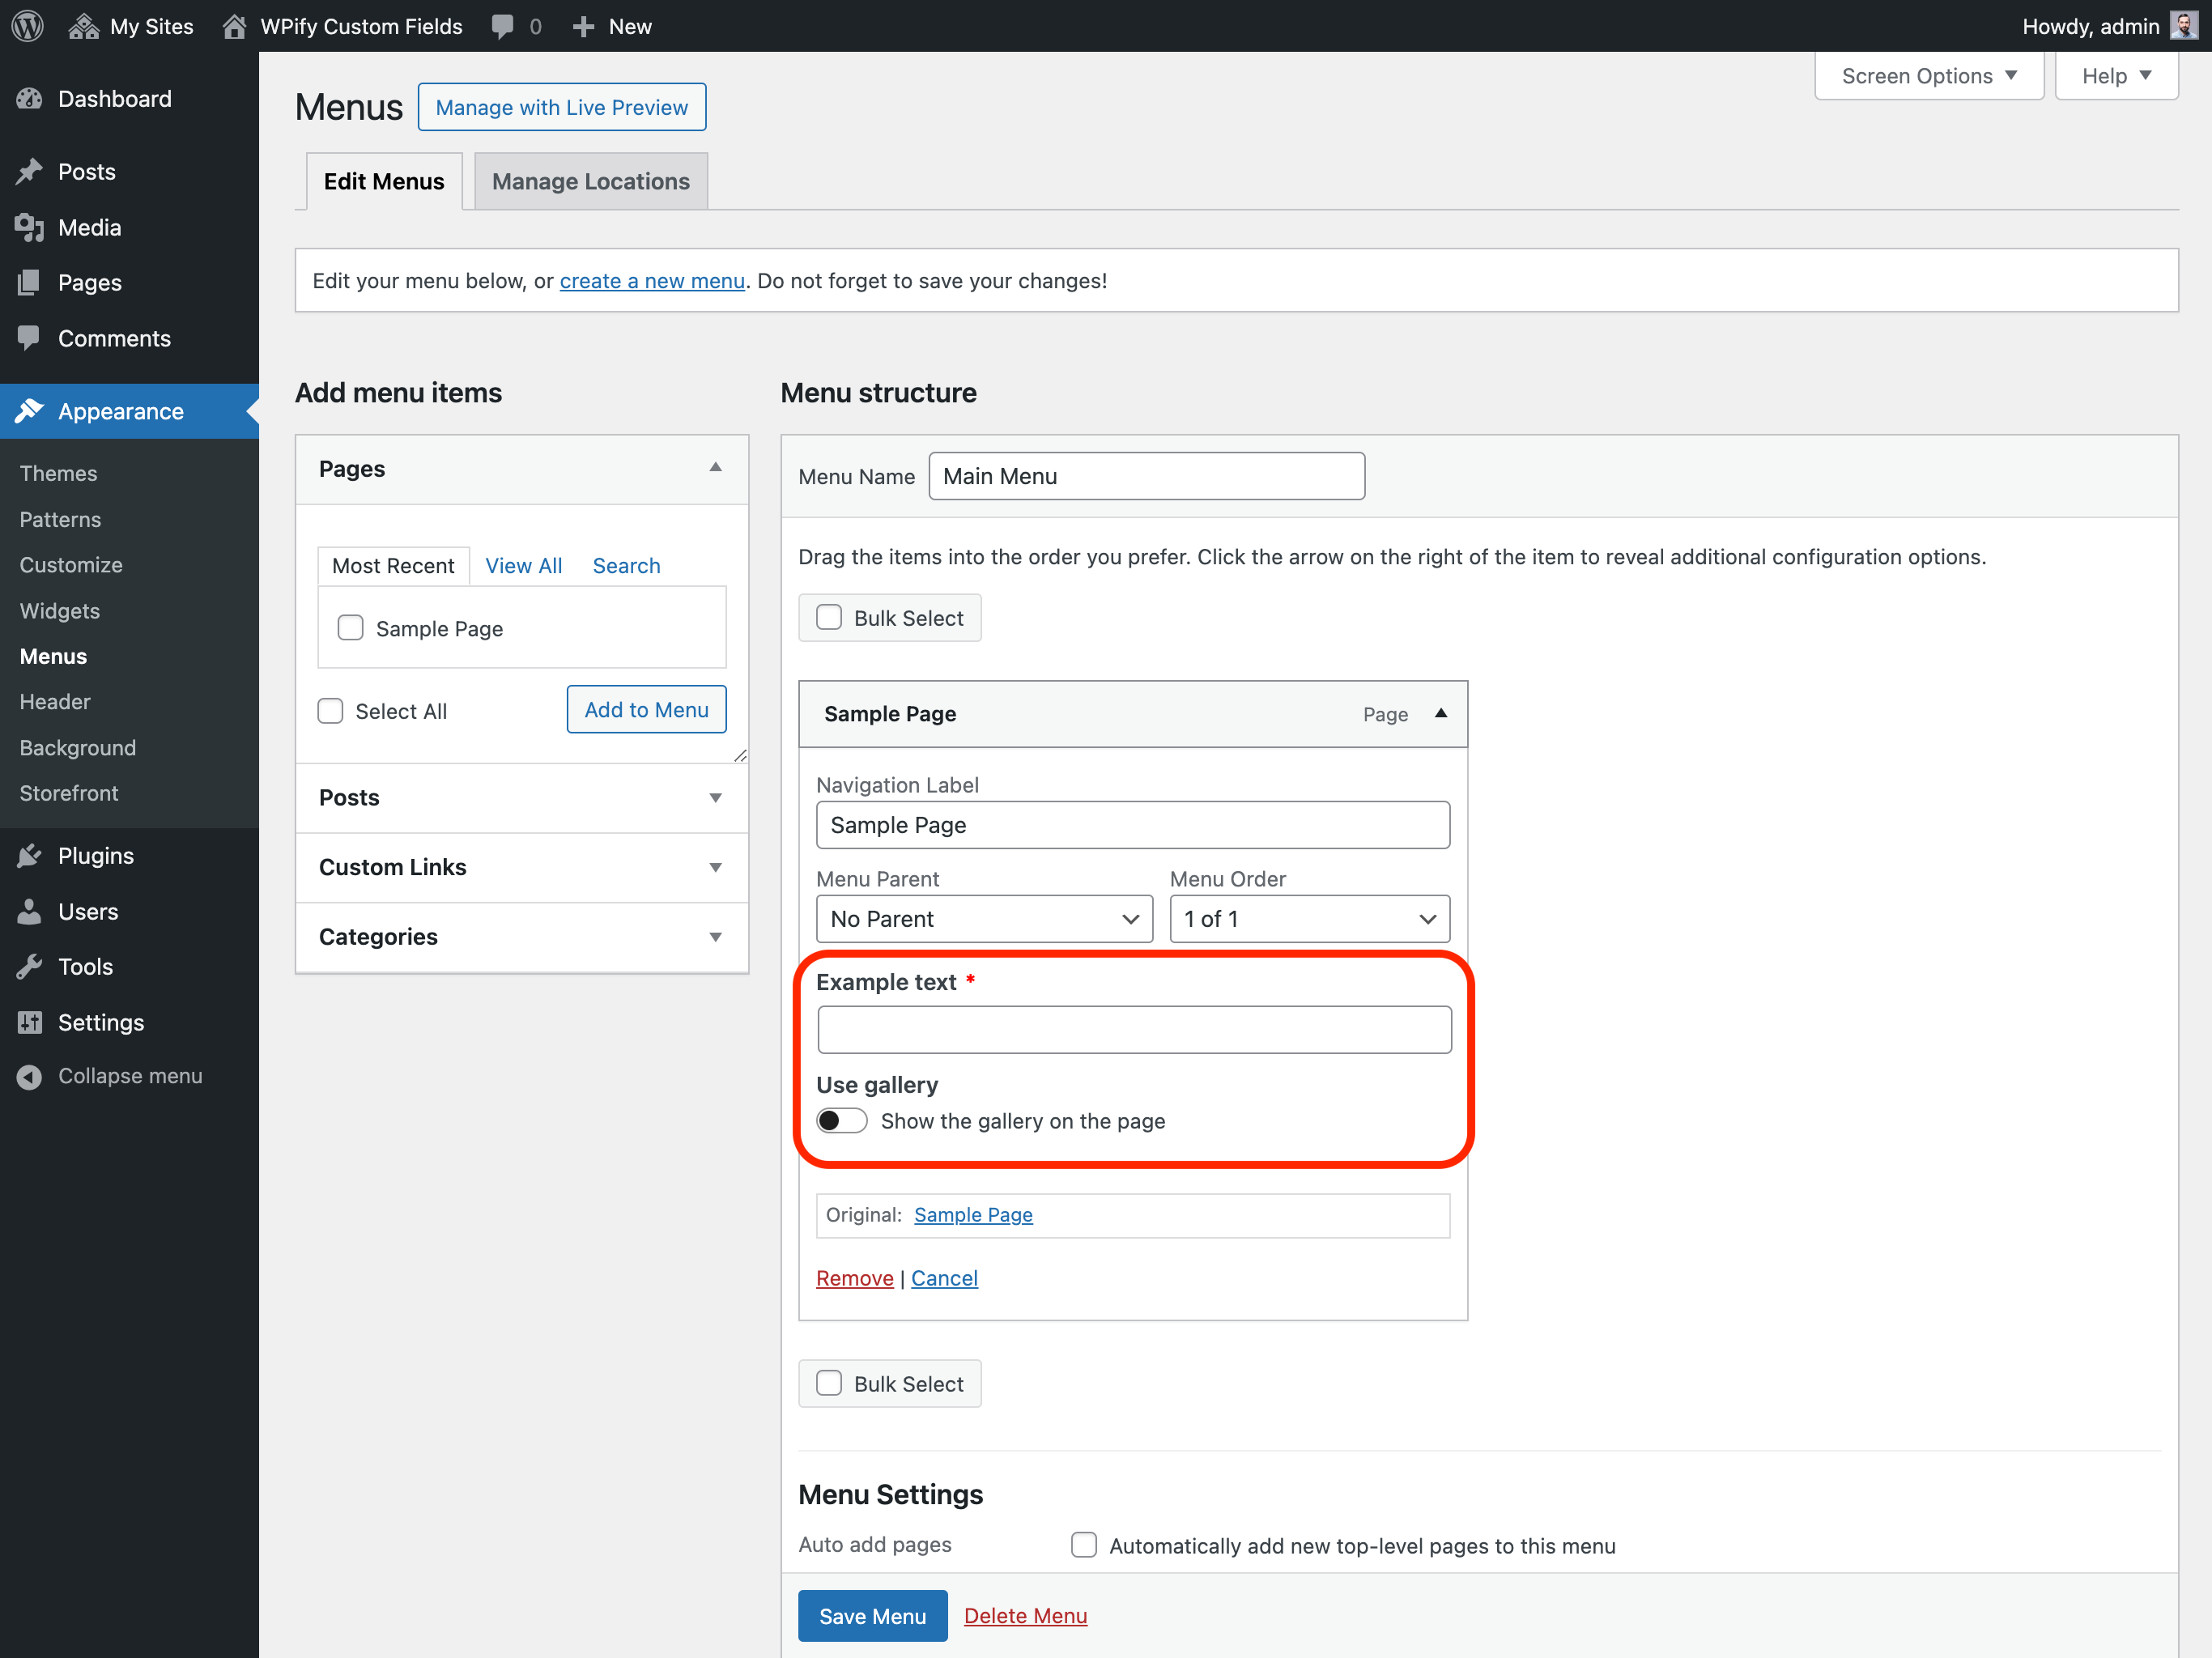 My Sites WPify Custom Fields 0 New Howdy, admin
Screen Options Help
Dashboard
Posts
Media
Pages
Comments
Appearance
Themes
Patterns
Customize
Widgets
Menus
Header
Background
Storefront
Plugins
Users
Tools
Settings
Collapse menu
Menus Manage with Live Preview
Edit Menus Manage Locations
Edit your menu below, or create a new menu. Do not forget to save your changes!
Add menu items
Pages
Most Recent View All Search
Sample Page
Select All Add to Menu
Posts
Custom Links
Categories
Menu structure
Menu Name Main Menu
Drag the items into the order you prefer. Click the arrow on the right of the item to reveal additional configuration options.
Bulk Select
Sample Page Page
Navigation Label
Sample Page
Menu Parent Menu Order
No Parent 1 of 1
Example text *
Use gallery
Show the gallery on the page
Original: Sample Page
Remove | Cancel
Bulk Select
Menu Settings
Auto add pages Automatically add new top-level pages to this menu
Save Menu Delete Menu